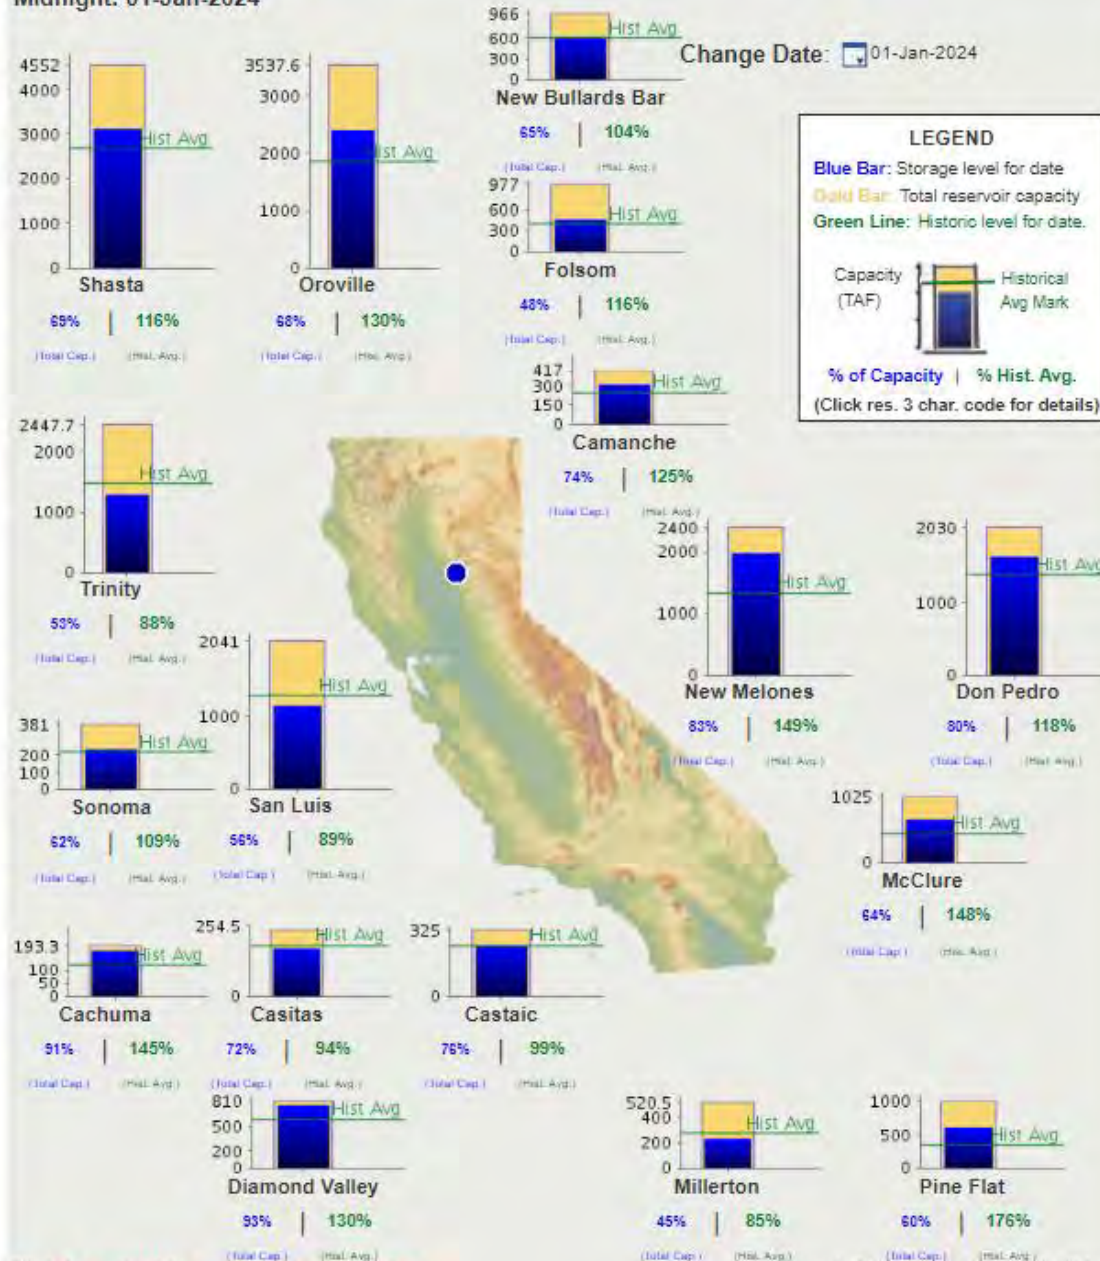 Midnight: 01-Jan-2024
Change Date: 01-Jan-2024
LEGEND
Blue Bar: Storage level for date
Gold Bar: Total reservoir capacity
Green Line: Historic level for date.
Capacity
(TAF)
Historical
Avg Mark
% of Capacity | % Hist. Avg.
(Click res. 3 char. code for details)
4552
4000
3000
2000
1000
0
Hist Avg
Shasta
69% | 116%
(Total Cap.) (Hist. Avg.)
3537.6
3000
2000
1000
0
Hist Avg
Oroville
68% | 130%
(Total Cap.) (Hist. Avg.)
966
600
300
0
Hist Avg
New Bullards Bar
65% | 104%
(Total Cap.) (Hist. Avg.)
977
600
300
0
Hist Avg
Folsom
48% | 116%
(Total Cap.) (Hist. Avg.)
417
300
150
0
Hist Avg
Camanche
74% | 125%
(Total Cap.) (Hist. Avg.)
2447.7
2000
1000
0
Hist Avg
Trinity
53% | 88%
(Total Cap.) (Hist. Avg.)
2400
2000
1000
0
Hist Avg
New Melones
83% | 149%
(Total Cap.) (Hist. Avg.)
2030
1000
0
Hist Avg
Don Pedro
80% | 118%
(Total Cap.) (Hist. Avg.)
381
200
100
0
Hist Avg
Sonoma
62% | 109%
(Total Cap.) (Hist. Avg.)
2041
1000
0
Hist Avg
San Luis
56% | 89%
(Total Cap.) (Hist. Avg.)
1025
0
Hist Avg
McClure
64% | 148%
(Total Cap.) (Hist. Avg.)
193.3
100
50
0
Hist Avg
Cachuma
91% | 145%
(Total Cap.) (Hist. Avg.)
254.5
0
Hist Avg
Casitas
72% | 94%
(Total Cap.) (Hist. Avg.)
325
0
Hist Avg
Castaic
76% | 99%
(Total Cap.) (Hist. Avg.)
810
500
200
0
Hist Avg
Diamond Valley
93% | 130%
(Total Cap.) (Hist. Avg.)
520.5
400
200
0
Hist Avg
Millerton
45% | 85%
(Total Cap.) (Hist. Avg.)
1000
500
0
Hist Avg
Pine Flat
60% | 176%
(Total Cap.) (Hist. Avg.)